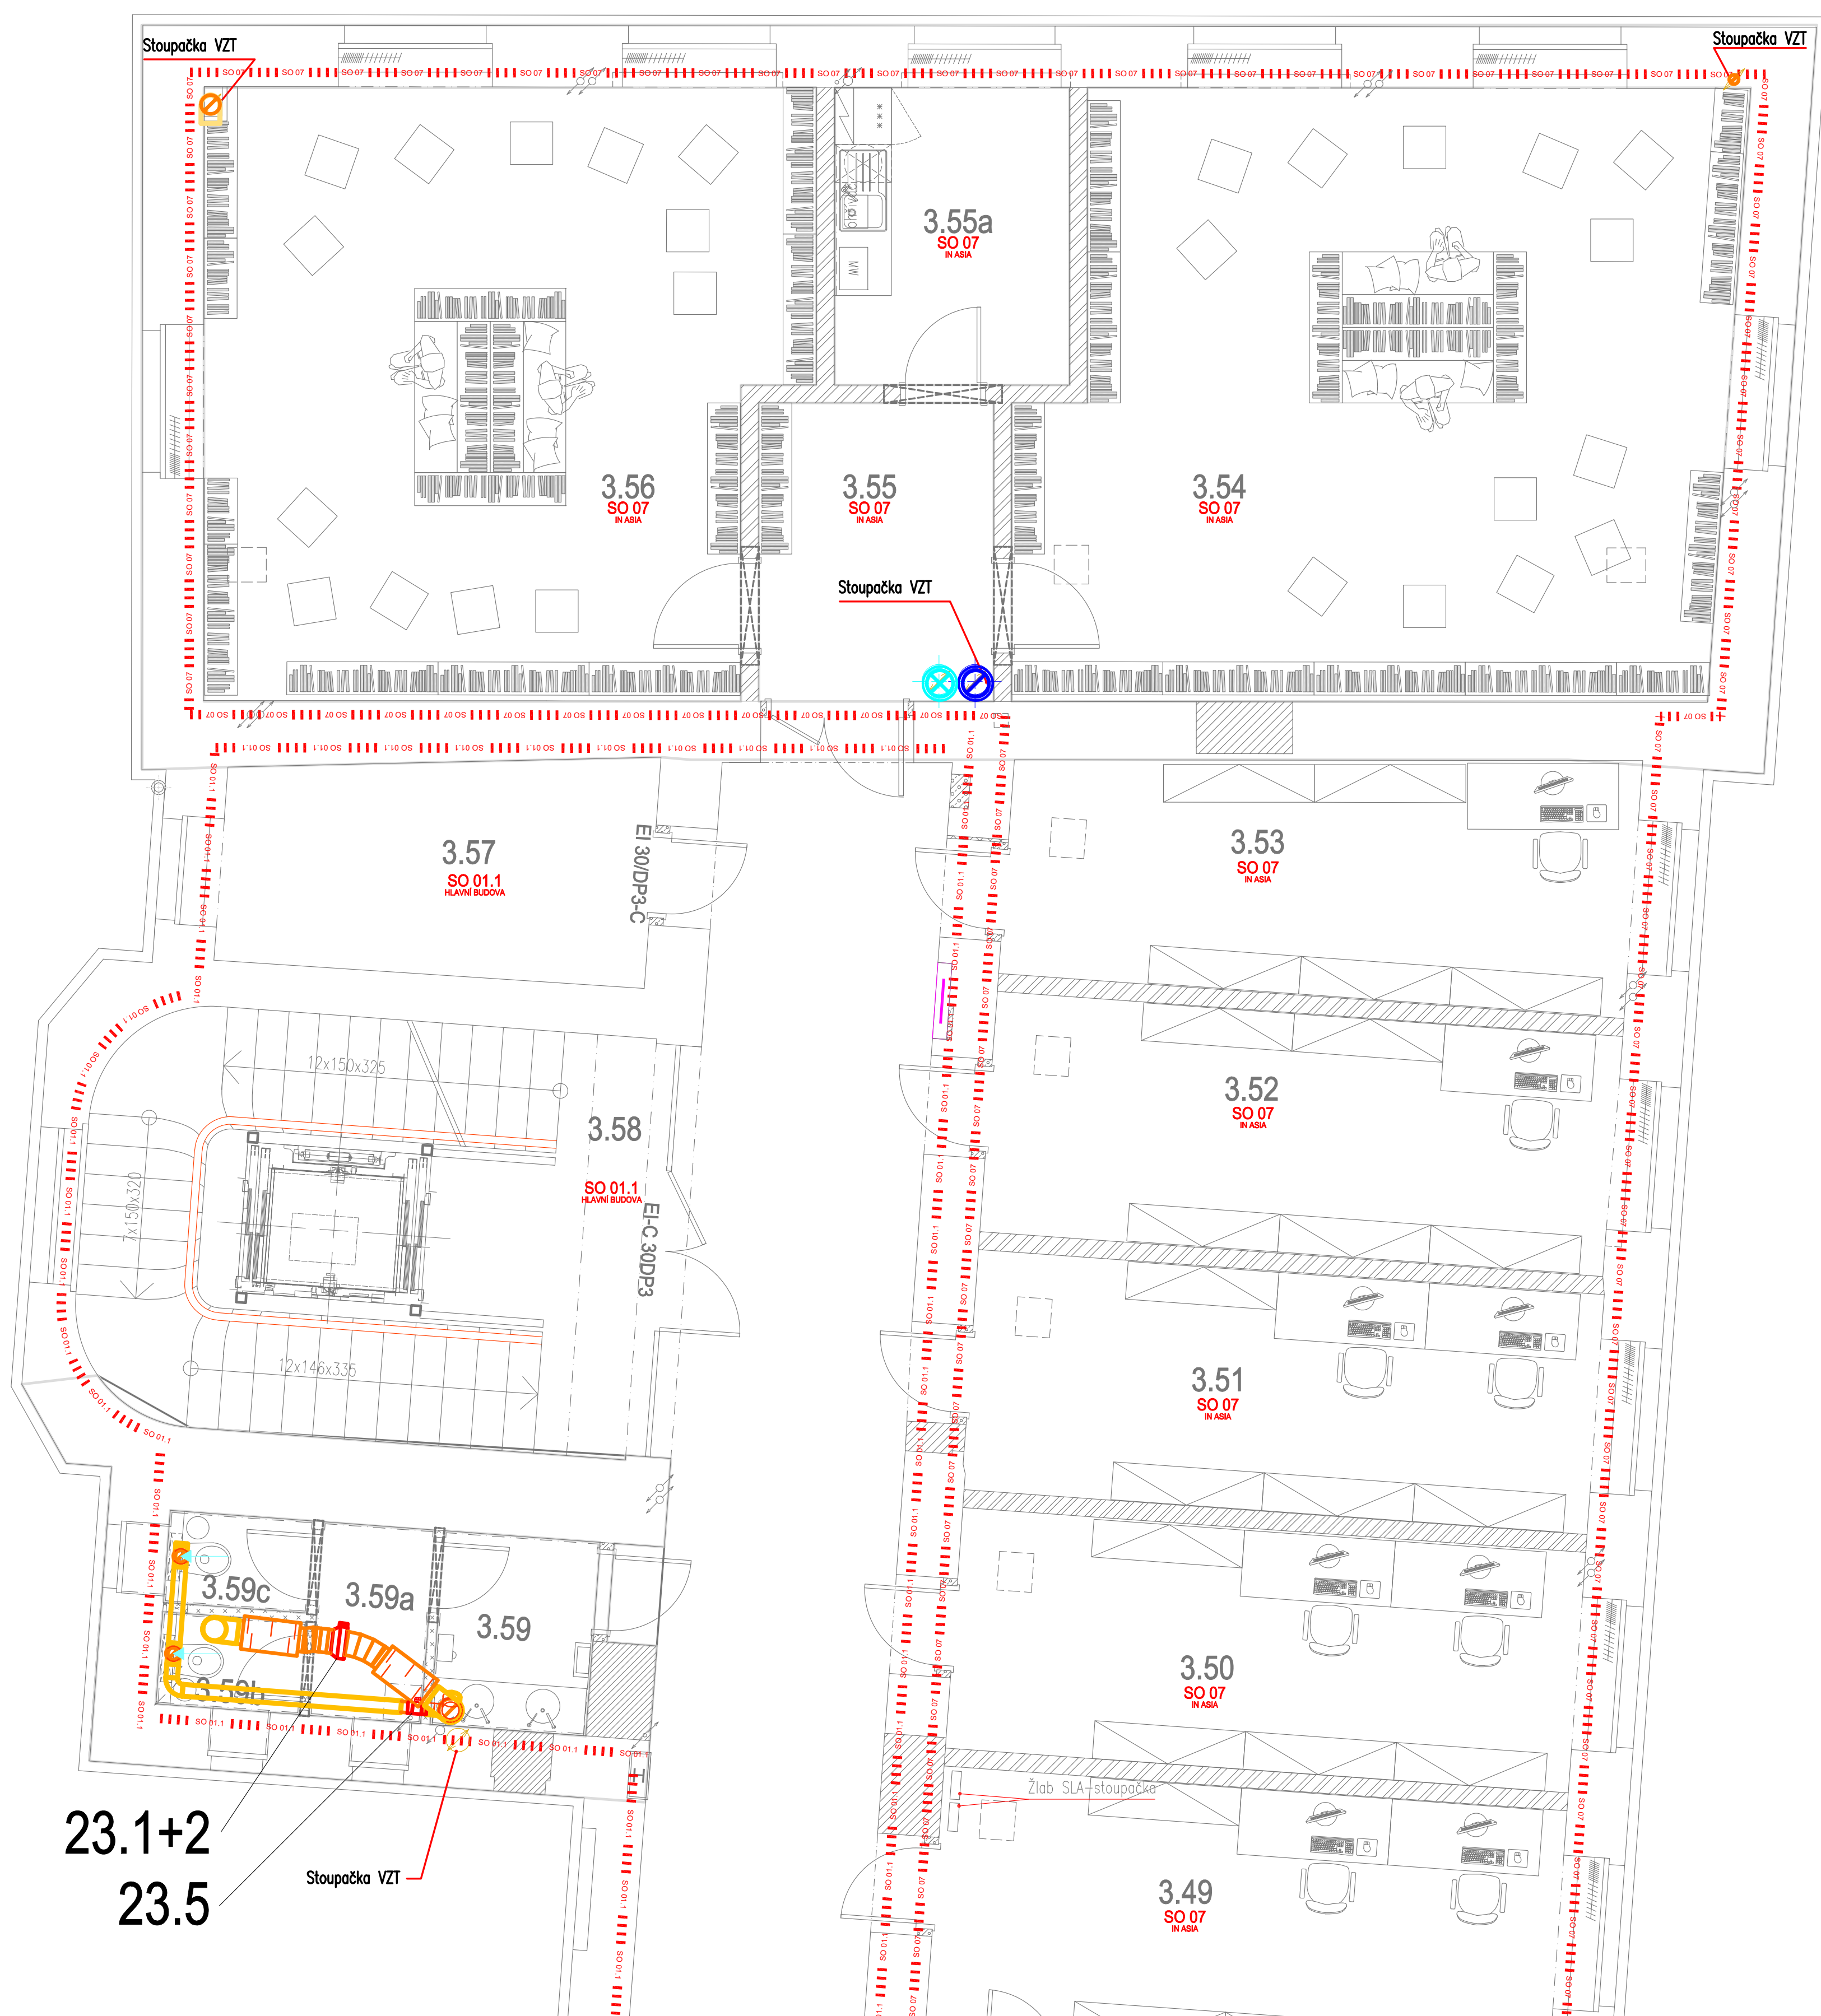 Stoupačka VZT
Stoupačka VZT
3.55a
SO 07
IN ASIA
MW
3.56
SO 07
IN ASIA
3.55
SO 07
IN ASIA
3.54
SO 07
IN ASIA
Stoupačka VZT
3.57
SO 01.1
HLAVNÍ BUDOVA
EI 30/DP3-C
3.53
SO 07
IN ASIA
12x150x325
3.58
SO 01.1
HLAVNÍ BUDOVA
EI-C 30DP3
7x150x320
12x146x335
3.52
SO 07
IN ASIA
3.51
SO 07
IN ASIA
3.59c
3.59a
3.59
3.59b
3.50
SO 07
IN ASIA
H
Žlab SLA-stoupačka
23.1+2
23.5
Stoupačka VZT
3.49
SO 07
IN ASIA